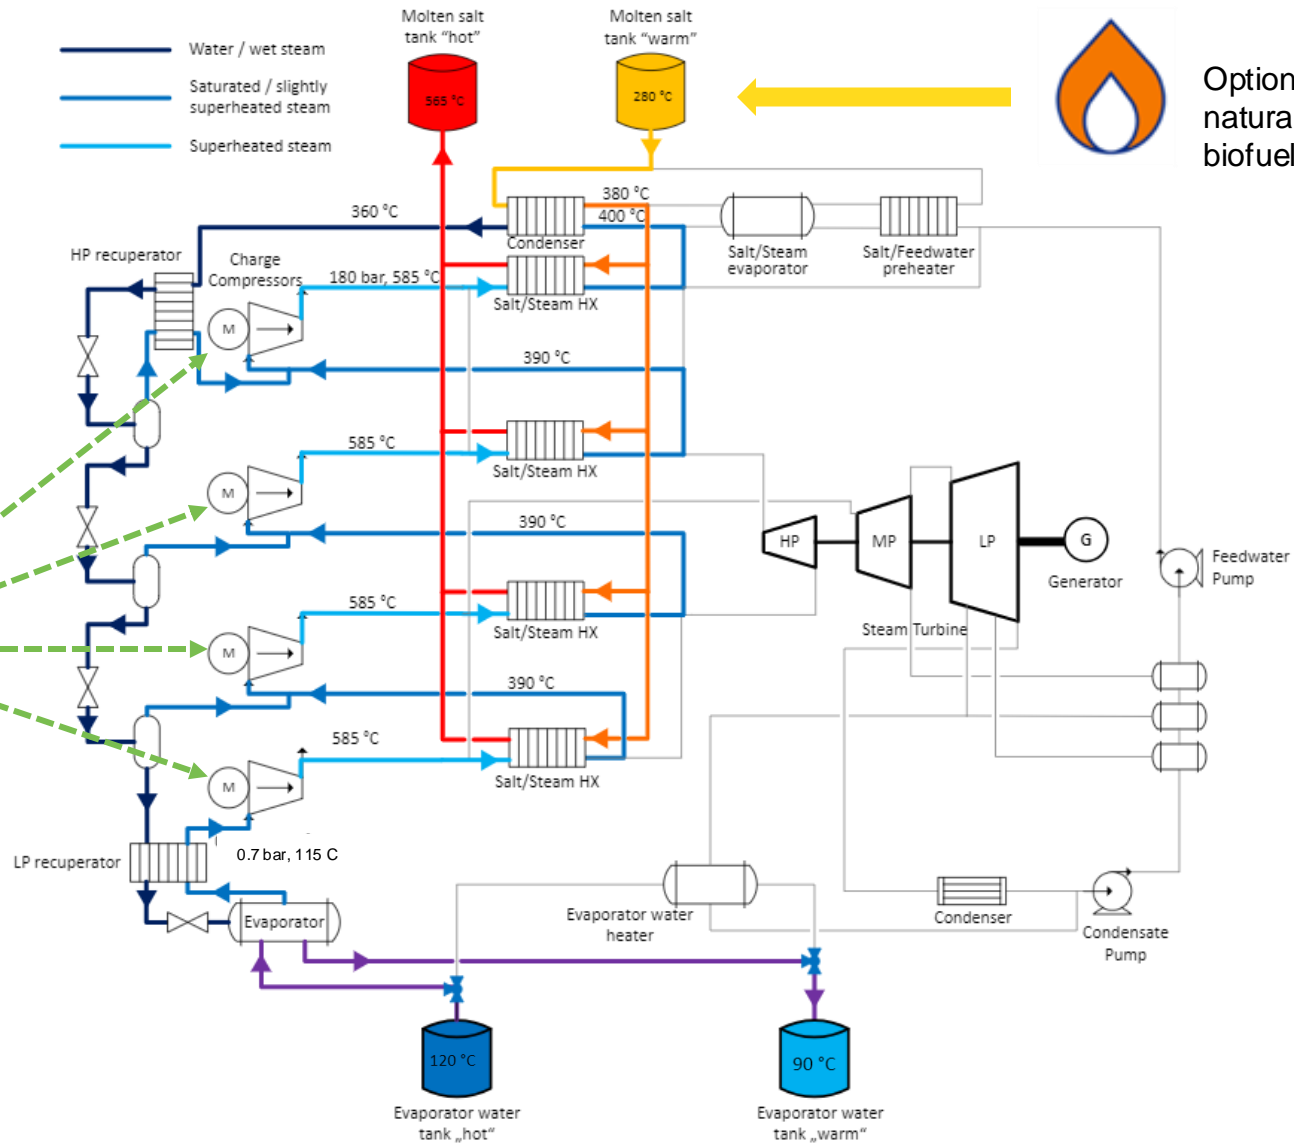 Molten salt
tank "hot"
Molten salt
tank "warm"
Water / wet steam
Saturated / slightly
superheated steam
Superheated steam
565 °C
280 °C
Option
natura
biofuel
380 °C
360 °C
400 °C
Condenser
Salt/Steam
evaporator
Salt/Feedwater
preheater
HP recuperator
Charge
Compressors
180 bar, 585 °C
Salt/Steam HX
M
390 °C
585 °C
Salt/Steam HX
M
390 °C
HP
MP
LP
G
Generator
Feedwater
Pump
585 °C
Salt/Steam HX
Steam Turbine
M
390 °C
585 °C
Salt/Steam HX
M
LP recuperator
0.7 bar, 115 C
Evaporator
Evaporator water
heater
Condenser
Condensate
Pump
120 °C
90 °C
Evaporator water
tank „hot“
Evaporator water
tank „warm“